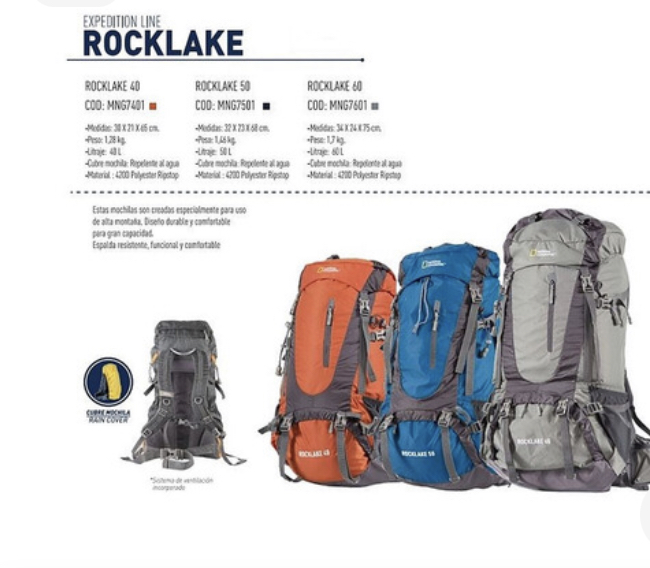 EXPEDITION LINE
ROCKLAKE
ROCKLAKE 40
COD: MNG7401
-Medidas: 30 X 21 X 65 cm.
-Peso: 1,28 kg.
-Litraje: 40 L
-Cubre mochila: Repelente al agua
-Material : 420D Polyester Ripstop
ROCKLAKE 50
COD: MNG7501
-Medidas: 32 X 23 X 68 cm.
-Peso: 1,46 kg.
-Litraje: 50 L
-Cubre mochila: Repelente al agua
-Material : 420D Polyester Ripstop
ROCKLAKE 60
COD: MNG7601
-Medidas: 34 X 24 X 75 cm.
-Peso: 1,7 kg.
-Litraje: 60 L
-Cubre mochila: Repelente al agua
-Material : 420D Polyester Ripstop
Estas mochilas son creadas especialmente para uso
de alta montaña. Diseño durable y comfortable
para gran capacidad.
Espalda resistente, funcional y comfortable
CUBRE MOCHILA
RAIN COVER
*Sistema de ventilación
incorporado
ROCKLAKE 40
ROCKLAKE 50
ROCKLAKE 60